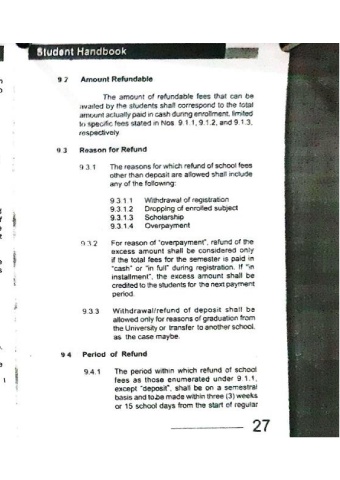 Student Handbook
9.2 Amount Refundable
The amount of refundable fees that can be
availed by the students shall correspond to the total
amount actually paid in cash during enrollment, limited
to specific fees stated in Nos. 9.1.1, 9.1.2, and 9.1.3,
respectively.
9.3 Reason for Refund
9.3.1 The reasons for which refund of school fees
other than deposit are allowed shall include
any of the following:
9.3.1.1 Withdrawal of registration
9.3.1.2 Dropping of enrolled subject
9.3.1.3 Scholarship
9.3.1.4 Overpayment
9.3.2 For reason of "overpayment", refund of the
excess amount shall be considered only
if the total fees for the semester is paid in
"cash" or "in full" during registration. If "in
installment", the excess amount shall be
credited to the students for the next payment
period.
9.3.3 Withdrawal/refund of deposit shall be
allowed only for reasons of graduation from
the University or transfer to another school,
as the case maybe.
9.4 Period of Refund
9.4.1 The period within which refund of school
fees as those enumerated under 9.1.1,
except "deposit", shall be on a semestral
basis and to be made within three (3) weeks
or 15 school days from the start of regular
27